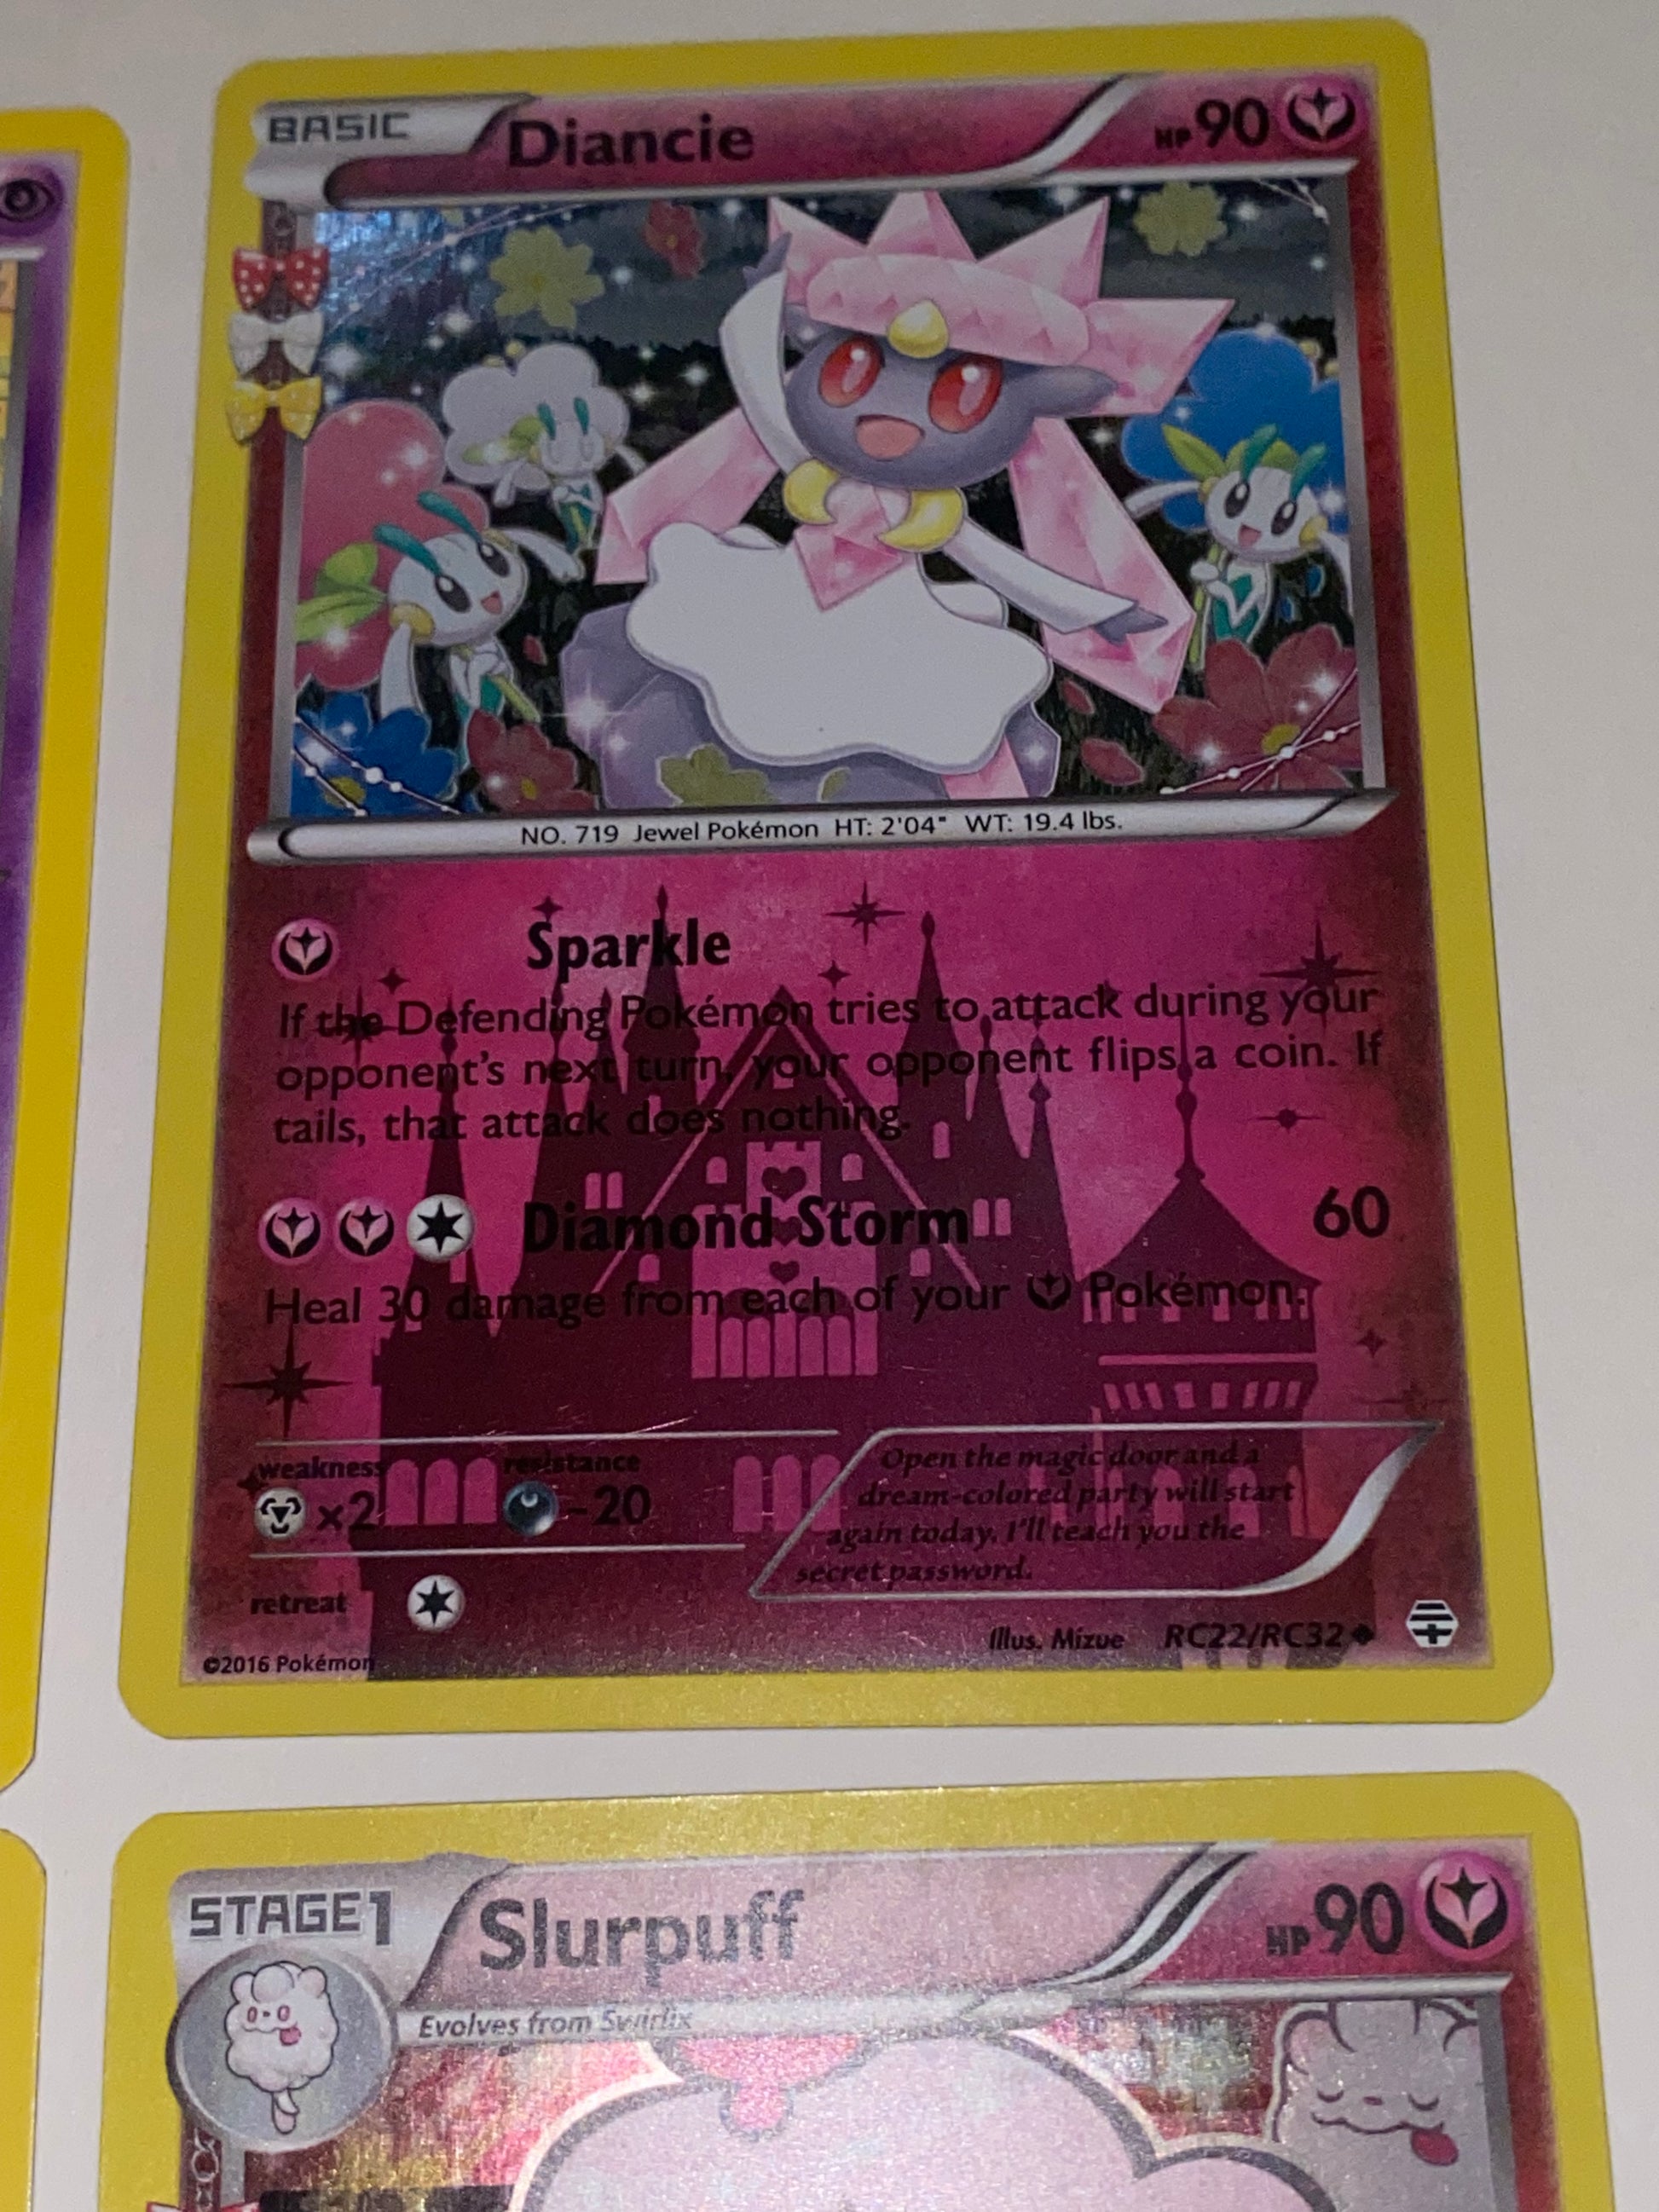 BASIC Diancie HP 90
NO. 719 Jewel Pokémon HT: 2'04" WT: 19.4 lbs.
Sparkle
If the Defending Pokémon tries to attack during your
opponent's next turn, your opponent flips a coin. If
tails, that attack does nothing.
Diamond Storm 60
Heal 30 damage from each of your Pokémon.
weakness resistance
×2 -20
retreat
Open the magic door and a
dream-colored party will start
again today. I'll teach you the
secret password.
Illus. Mizue RC22/RC32
©2016 Pokémon
STAGE1 Slurpuff HP 90
Evolves from Swirlix